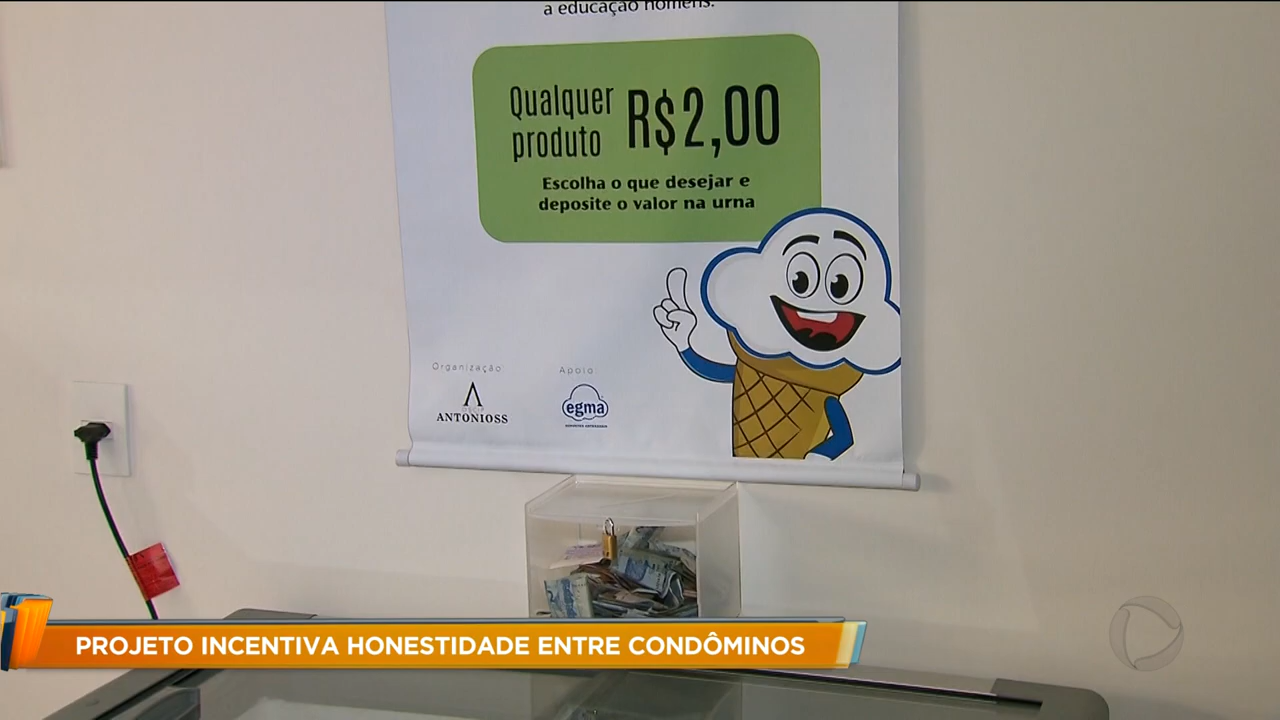 a educação homens.
Qualquer
produto
R$2,00
Escolha o que desejar e
deposite o valor na urna
Organização
Apoio
ANTONIOSS
egma
PROJETO INCENTIVA HONESTIDADE ENTRE CONDÔMINOS